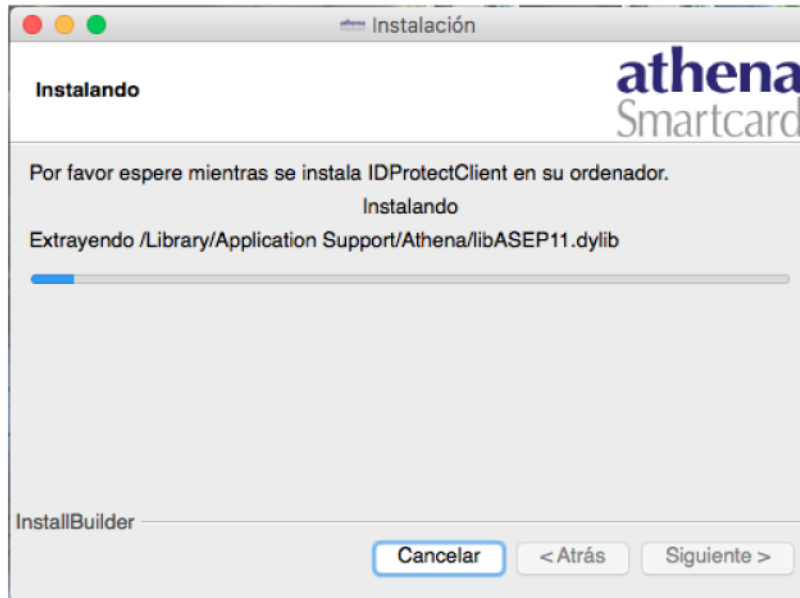 Instalación
Instalando
athena
Smartcard
Por favor espere mientras se instala IDProtectClient en su ordenador.
Instalando
Extrayendo /Library/Application Support/Athena/libASEP11.dylib
InstallBuilder
Cancelar
< Atrás
Siguiente >